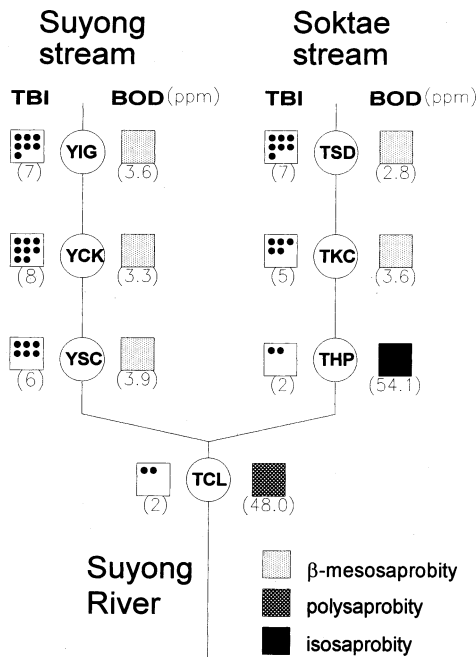 Suyong stream
Soktae stream
TBI BOD(ppm) TBI BOD(ppm)
YIG TSD
(7) (3.6) (7) (2.8)
YCK TKC
(8) (3.3) (5) (3.6)
YSC THP
(6) (3.9) (2) (54.1)
TCL
(2) (48.0)
Suyong River
β-mesosaprobity
polysaprobity
isosaprobity